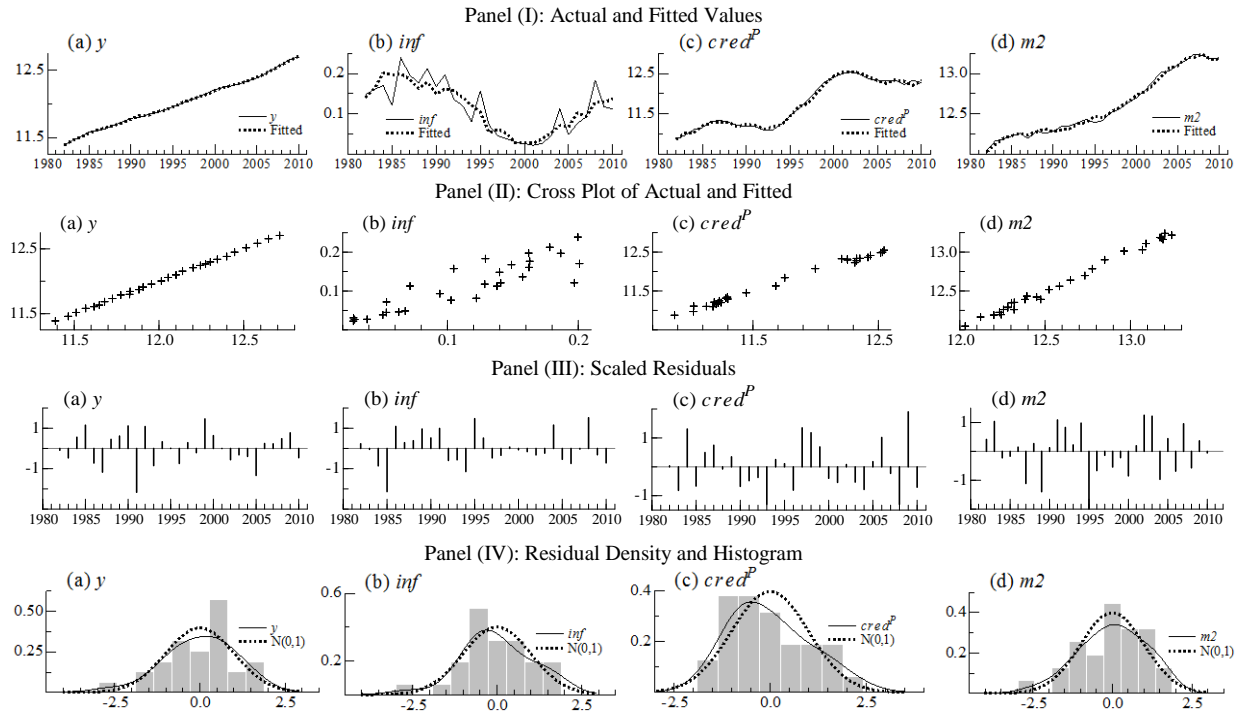 Panel (I): Actual and Fitted Values
(a) y
(b) inf
(c) cred^P
(d) m2
12.5
11.5
y
Fitted
1980 1985 1990 1995 2000 2005 2010
0.2
0.1
inf
Fitted
1980 1985 1990 1995 2000 2005 2010
12.5
11.5
cred^P
Fitted
1980 1985 1990 1995 2000 2005 2010
13.0
12.5
m2
Fitted
1980 1985 1990 1995 2000 2005 2010
Panel (II): Cross Plot of Actual and Fitted
(a) y
(b) inf
(c) cred^P
(d) m2
12.5
11.5
11.5 12.0 12.5
0.2
0.1
0.1 0.2
12.5
11.5
11.5 12.5
13.0
12.5
12.0 12.5 13.0
Panel (III): Scaled Residuals
(a) y
(b) inf
(c) cred^P
(d) m2
1
-1
1980 1985 1990 1995 2000 2005 2010
1
-1
1980 1985 1990 1995 2000 2005 2010
1
-1
1980 1985 1990 1995 2000 2005 2010
1
-1
1980 1985 1990 1995 2000 2005 2010
Panel (IV): Residual Density and Histogram
(a) y
(b) inf
(c) cred^P
(d) m2
0.50
0.25
y
N(0,1)
-2.5 0.0 2.5
0.6
0.4
0.2
inf
N(0,1)
-2.5 0.0 2.5
0.4
0.2
cred^P
N(0,1)
-2.5 0.0 2.5
0.4
0.2
m2
N(0,1)
-2.5 0.0 2.5